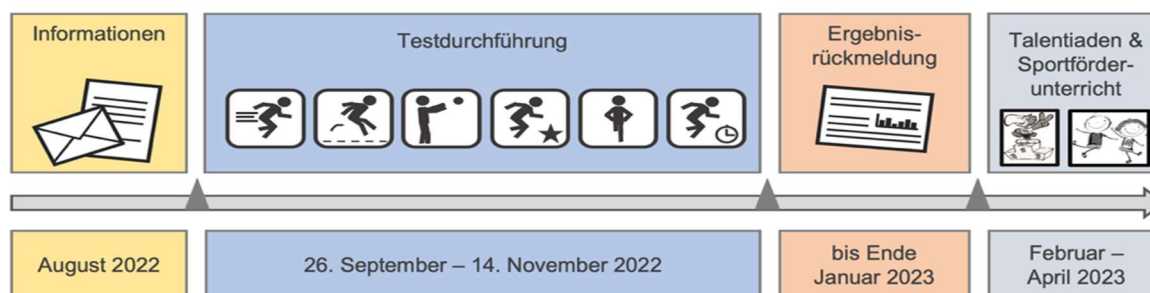 Informationen
Testdurchführung
Ergebnis-
rückmeldung
Talentiaden &
Sportförder-
unterricht
August 2022
26. September – 14. November 2022
bis Ende
Januar 2023
Februar –
April 2023